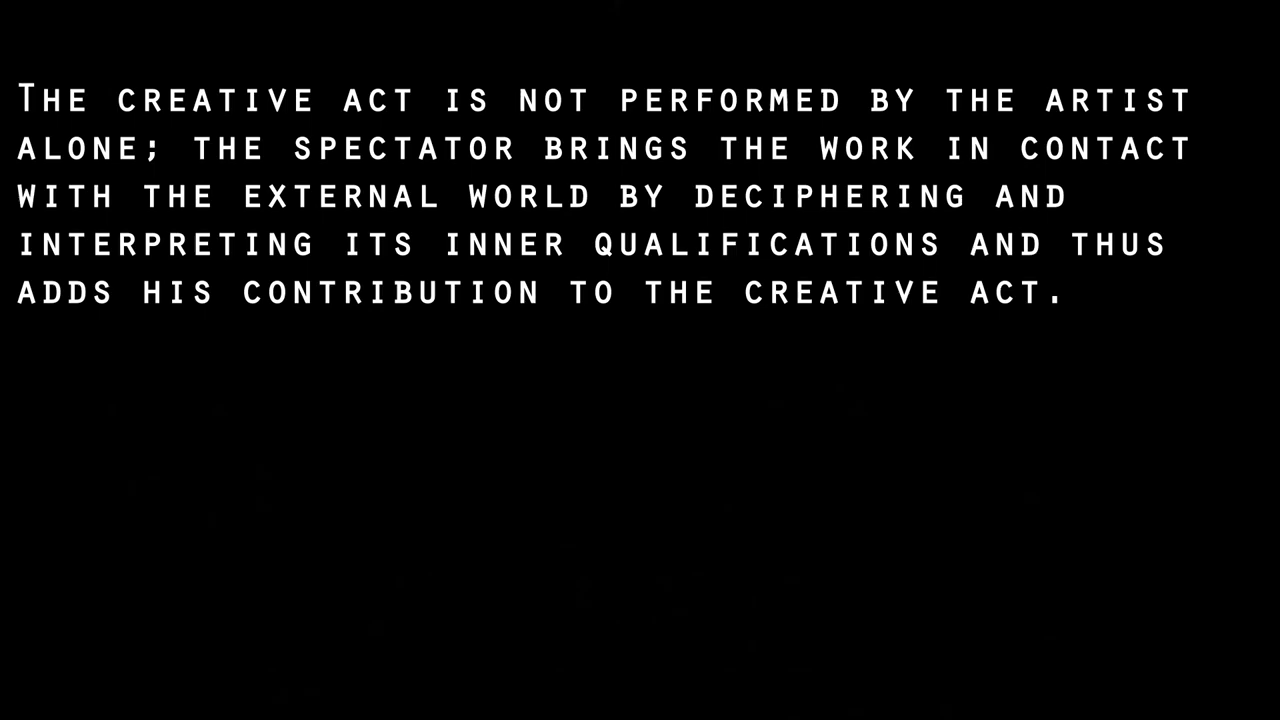 The creative act is not performed by the artist
alone; the spectator brings the work in contact
with the external world by deciphering and
interpreting its inner qualifications and thus
adds his contribution to the creative act.